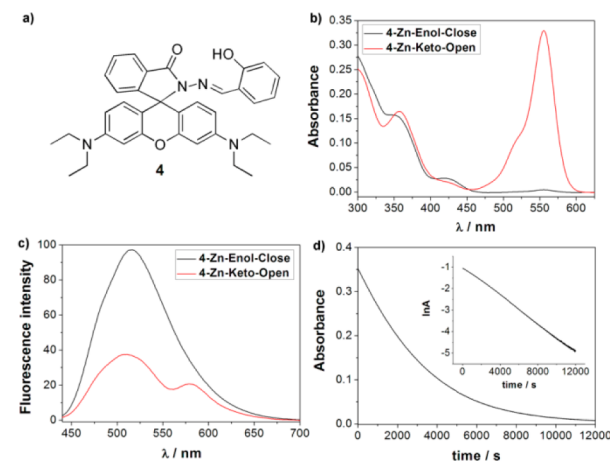 a)
O
HO
N
N
N
O
N
4
b)
4-Zn-Enol-Close
4-Zn-Keto-Open
Absorbance
0.35
0.30
0.25
0.20
0.15
0.10
0.05
0.00
300 350 400 450 500 550 600
λ / nm
c)
4-Zn-Enol-Close
4-Zn-Keto-Open
Fluorescence intensity
100
80
60
40
20
0
450 500 550 600 650 700
λ / nm
d)
Absorbance
0.4
0.3
0.2
0.1
0.0
0 2000 4000 6000 8000 10000 12000
time / s
lnA
-1
-2
-3
-4
-5
0 4000 8000 12000
time / s